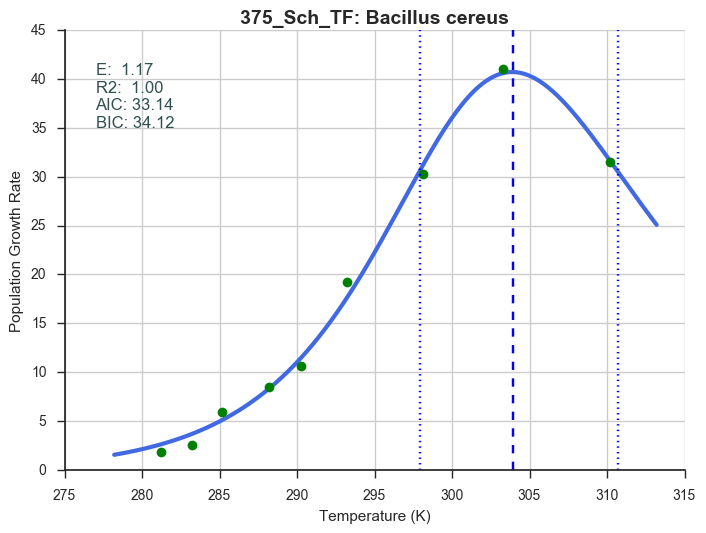 375_Sch_TF: Bacillus cereus
E: 1.17
R2: 1.00
AIC: 33.14
BIC: 34.12
Population Growth Rate
45
40
35
30
25
20
15
10
5
0
275 280 285 290 295 300 305 310 315
Temperature (K)